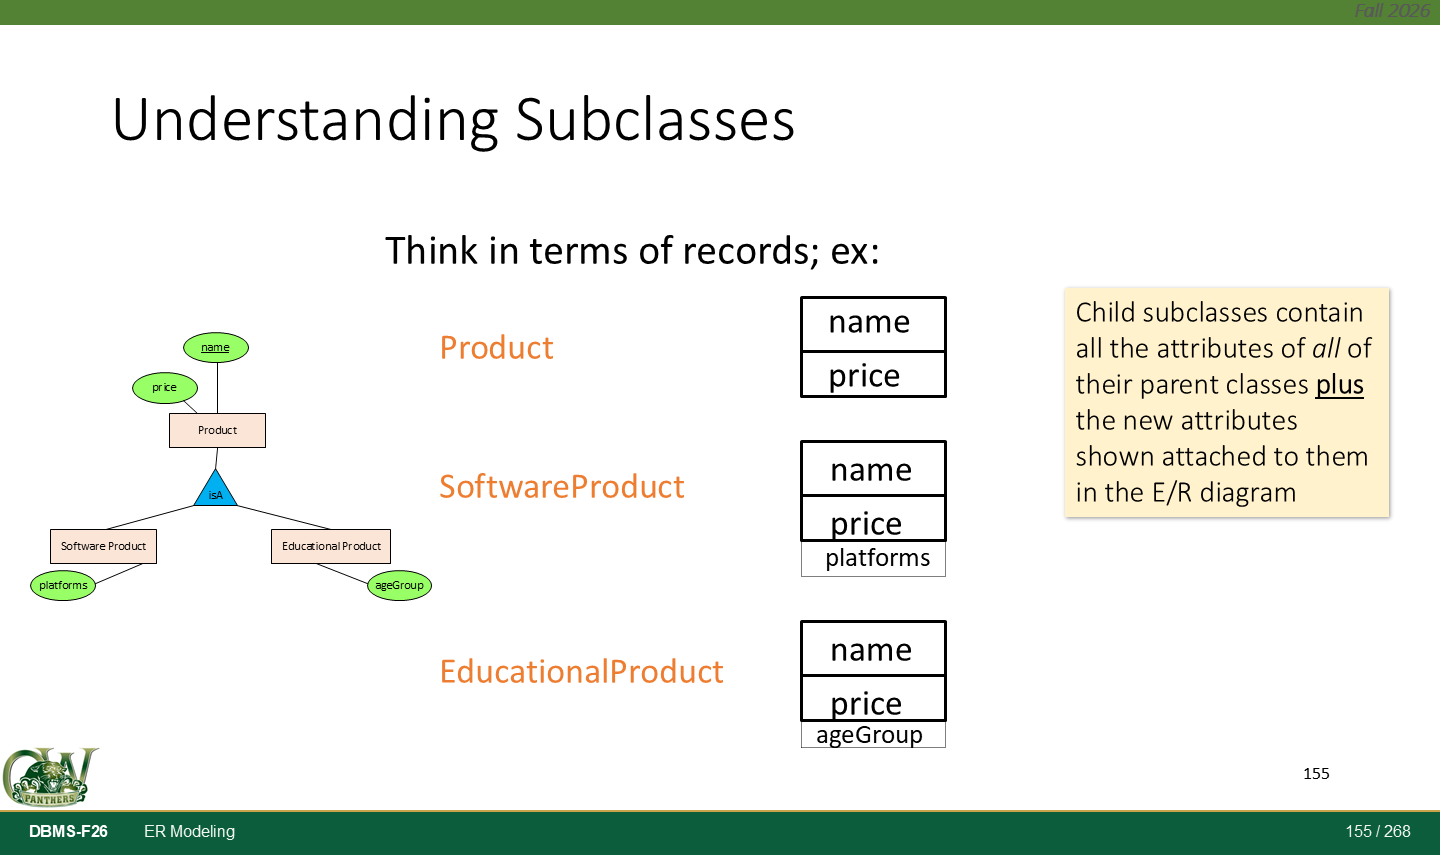 Fall 2026
Understanding Subclasses
Think in terms of records; ex:
name
price
Product
isA
Software Product
Educational Product
platforms
ageGroup
Product
name
price
SoftwareProduct
name
price
platforms
EducationalProduct
name
price
ageGroup
Child subclasses contain
all the attributes of all of
their parent classes plus
the new attributes
shown attached to them
in the E/R diagram
155
OW
PANTHERS
DBMS-F26 ER Modeling 155 / 268